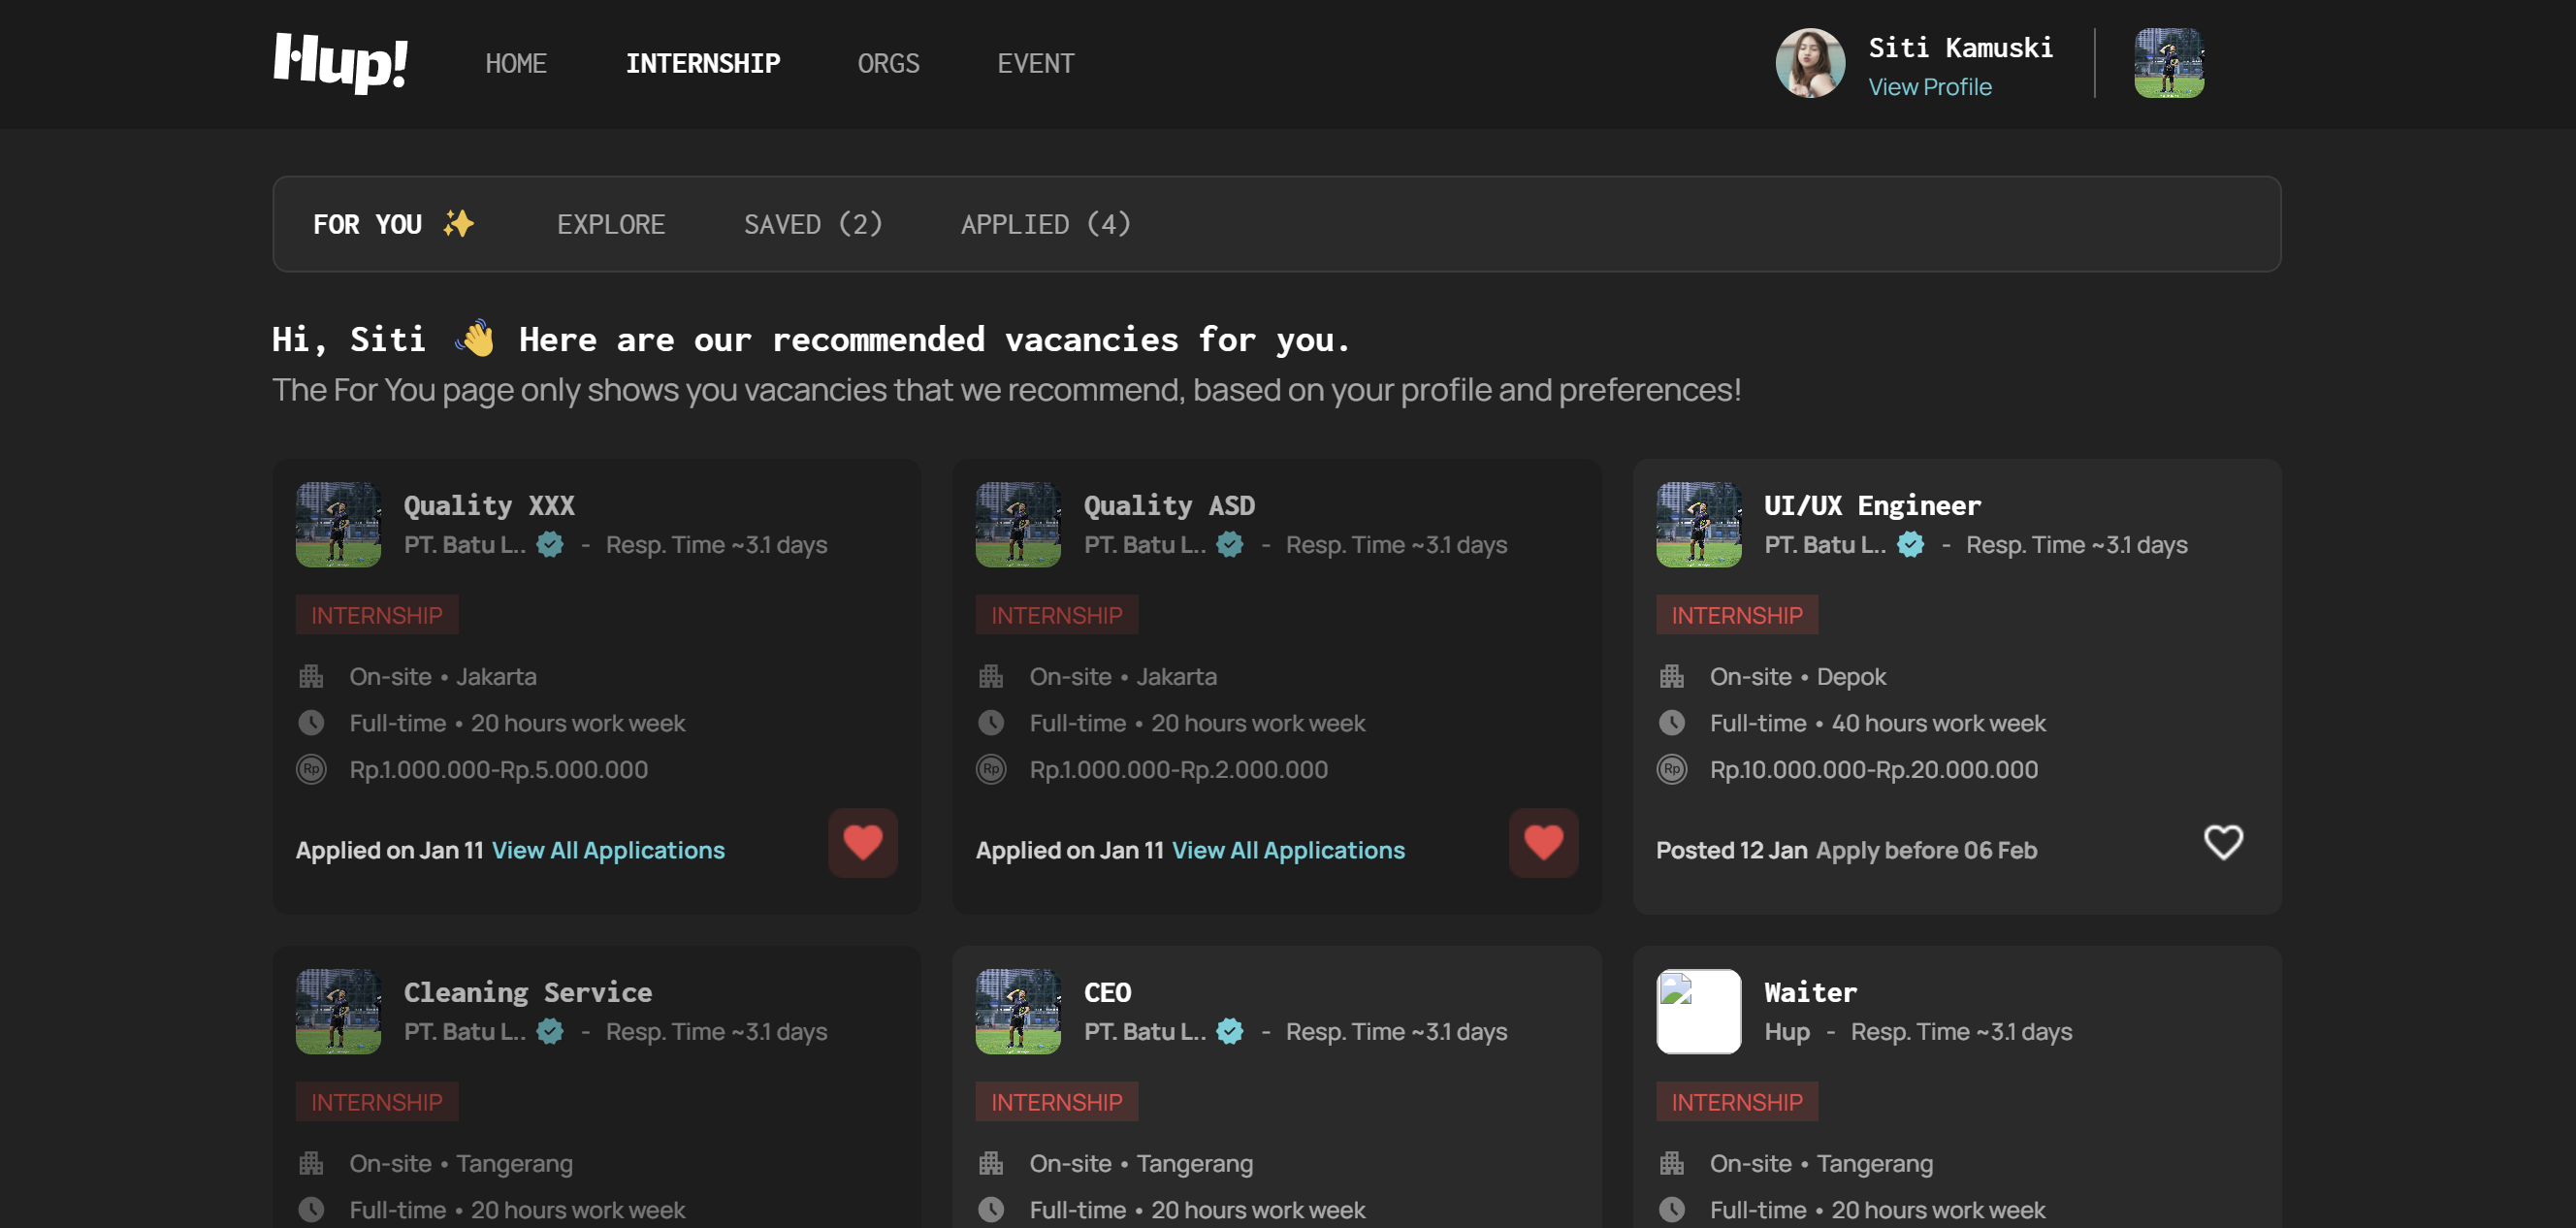 Hup! HOME INTERNSHIP ORGS EVENT Siti Kamuski
View Profile
FOR YOU ✨ EXPLORE SAVED (2) APPLIED (4)
Hi, Siti 👋 Here are our recommended vacancies for you.
The For You page only shows you vacancies that we recommend, based on your profile and preferences!
Quality XXX
PT. Batu L.. - Resp. Time ~3.1 days
INTERNSHIP
On-site • Jakarta
Full-time • 20 hours work week
Rp Rp.1.000.000-Rp.5.000.000
Applied on Jan 11 View All Applications
Quality ASD
PT. Batu L.. - Resp. Time ~3.1 days
INTERNSHIP
On-site • Jakarta
Full-time • 20 hours work week
Rp Rp.1.000.000-Rp.2.000.000
Applied on Jan 11 View All Applications
UI/UX Engineer
PT. Batu L.. - Resp. Time ~3.1 days
INTERNSHIP
On-site • Depok
Full-time • 40 hours work week
Rp Rp.10.000.000-Rp.20.000.000
Posted 12 Jan Apply before 06 Feb
Cleaning Service
PT. Batu L.. - Resp. Time ~3.1 days
INTERNSHIP
On-site • Tangerang
Full-time • 20 hours work week
CEO
PT. Batu L.. - Resp. Time ~3.1 days
INTERNSHIP
On-site • Tangerang
Full-time • 20 hours work week
Waiter
Hup - Resp. Time ~3.1 days
INTERNSHIP
On-site • Tangerang
Full-time • 20 hours work week